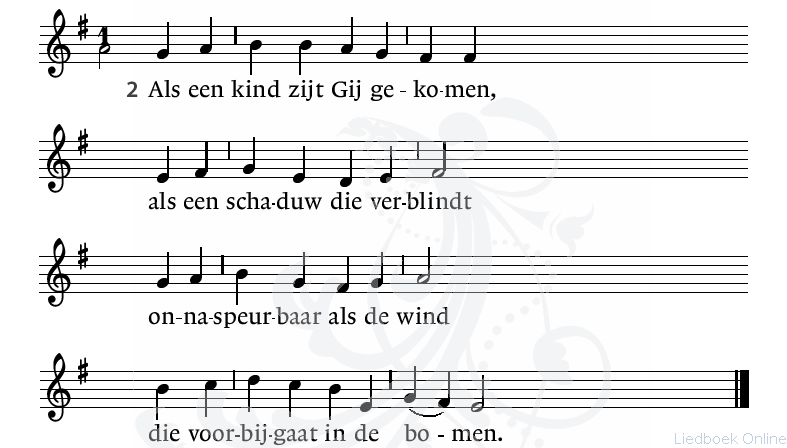 1
2 Als een kind zijt Gij ge - ko-men,
als een scha-duw die ver-blindt
on-na-speur-baar als de wind
die voor-bij-gaat in de bo - men.
Liedboek Online